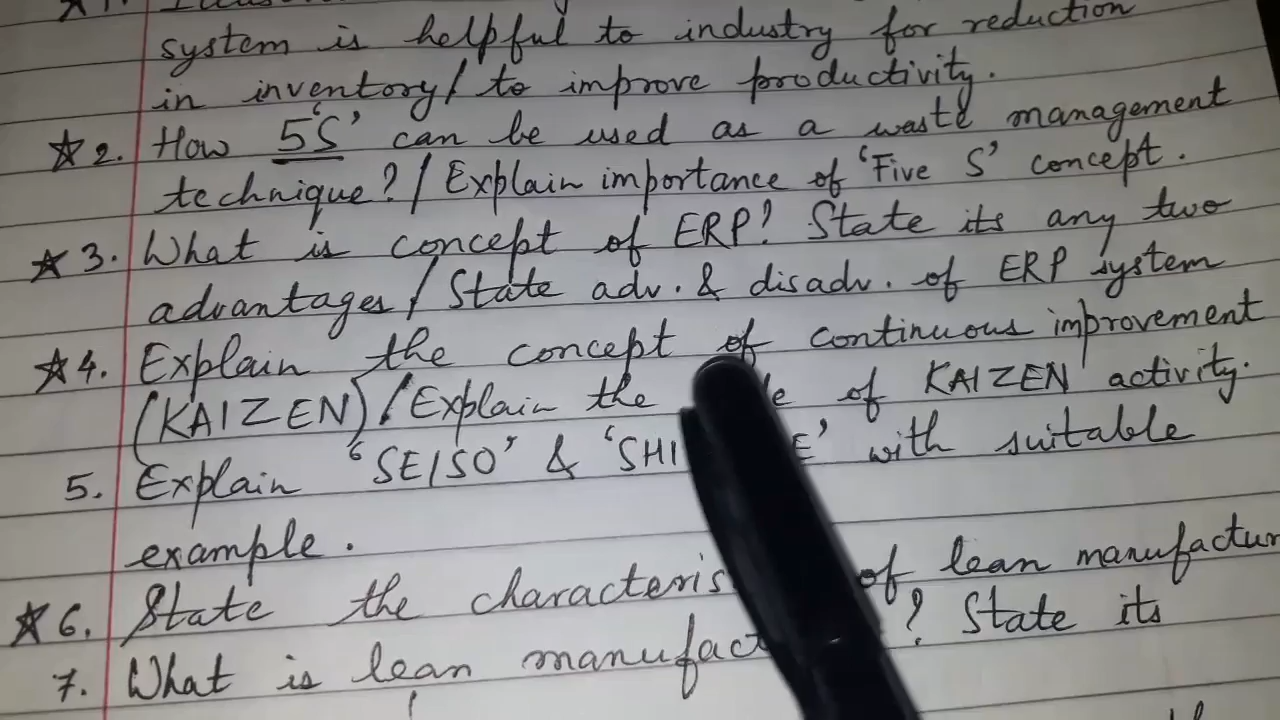 system is helpful to industry for reduction
in inventory / to improve productivity.
☆2. How 5'S' can be used as a waste management
technique? / Explain importance of 'Five S' concept.
☆3. What is concept of ERP? State its any two
advantages / State adv. & disadv. of ERP system
☆4. Explain the concept of continuous improvement
(KAIZEN) / Explain the of KAIZEN activity.
5. Explain 'SEISO' & with suitable
example.
☆6. State the of lean
7. What is lean ? State its